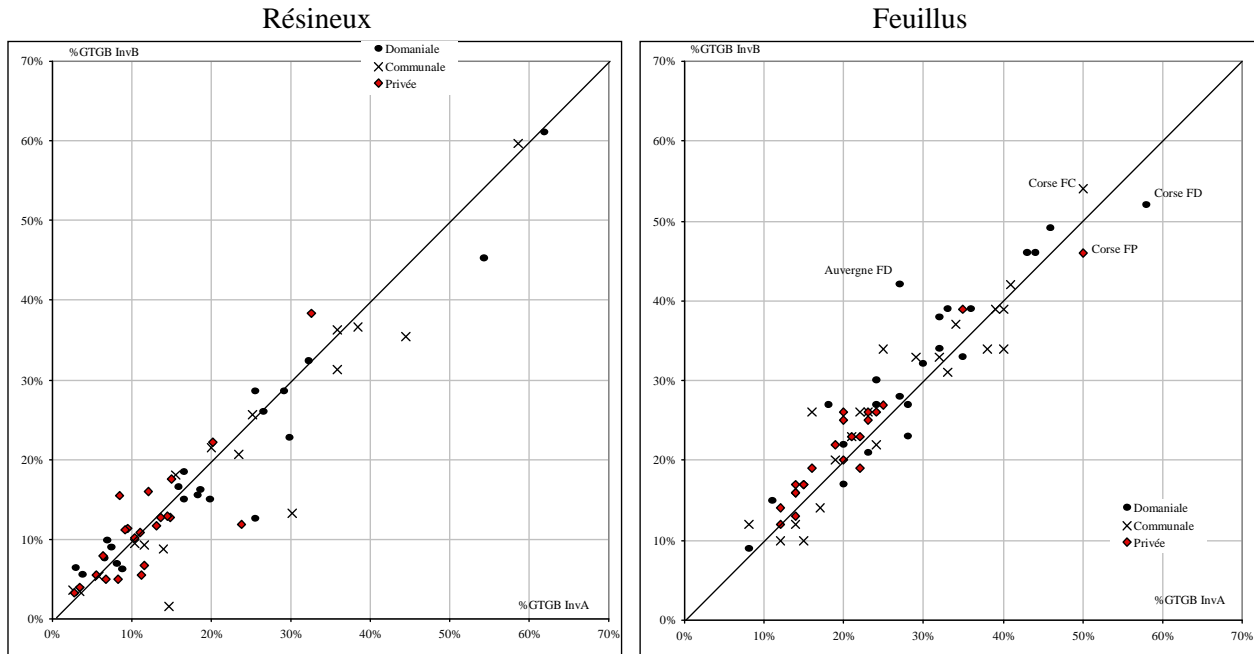 Résineux
%GTGB InvB
Domaniale
Communale
Privée
70%
60%
50%
40%
30%
20%
10%
0%
%GTGB InvA
0% 10% 20% 30% 40% 50% 60% 70%
Feuillus
%GTGB InvB
70%
60%
Corse FC
Corse FD
50%
Corse FP
Auvergne FD
40%
30%
20%
Domaniale
Communale
Privée
10%
0%
%GTGB InvA
0% 10% 20% 30% 40% 50% 60% 70%